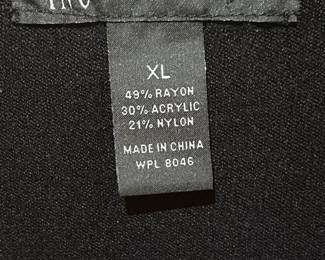 XL
49% RAYON
30% ACRYLIC
21% NYLON
MADE IN CHINA
WPL 8046